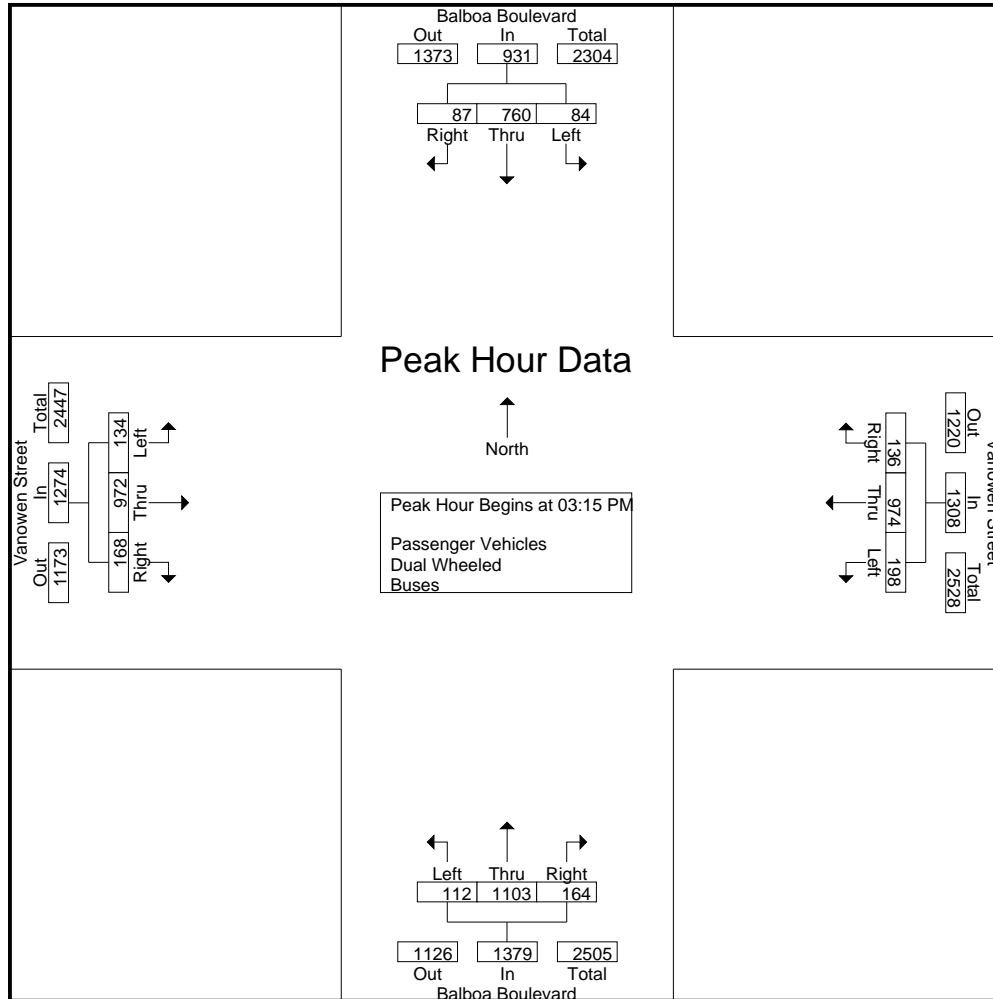 Balboa Boulevard
Out In Total
1373 931 2304
87 760 84
Right Thru Left
Peak Hour Data
North
Peak Hour Begins at 03:15 PM
Passenger Vehicles
Dual Wheeled
Buses
Vanowen Street
Total In Out
2447 1274 1173
134 972 168
Left Thru Right
Right Thru Left
136 974 198
1220 1308 2528
Out In Total
Vanowen Street
Left Thru Right
112 1103 164
1126 1379 2505
Out In Total
Balboa Boulevard